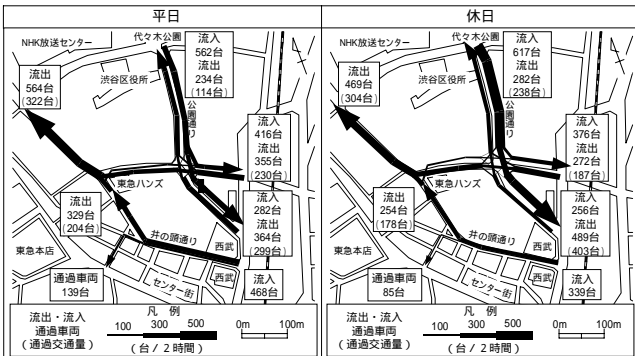 平日
NHK放送センター
代々木公園
渋谷区役所
公園通り
流入
562台
流出
234台
(114台)
流出
564台
(322台)
流入
416台
流出
355台
(230台)
東急ハンズ
流出
329台
(204台)
流入
282台
流出
364台
(299台)
井の頭通り
西武
東急本店
センター街
西武
通過車両
139台
流入
468台
流出・流入
通過車両
(通過交通量)
凡 例
100 300 500
(台/2時間)
0m 100m
休日
NHK放送センター
代々木公園
渋谷区役所
公園通り
流入
617台
流出
282台
(238台)
流出
469台
(304台)
流入
376台
流出
272台
(187台)
東急ハンズ
流出
254台
(178台)
流入
256台
流出
489台
(403台)
井の頭通り
西武
東急本店
センター街
西武
通過車両
85台
流入
339台
流出・流入
通過車両
(通過交通量)
凡 例
100 300 500
(台/2時間)
0m 100m